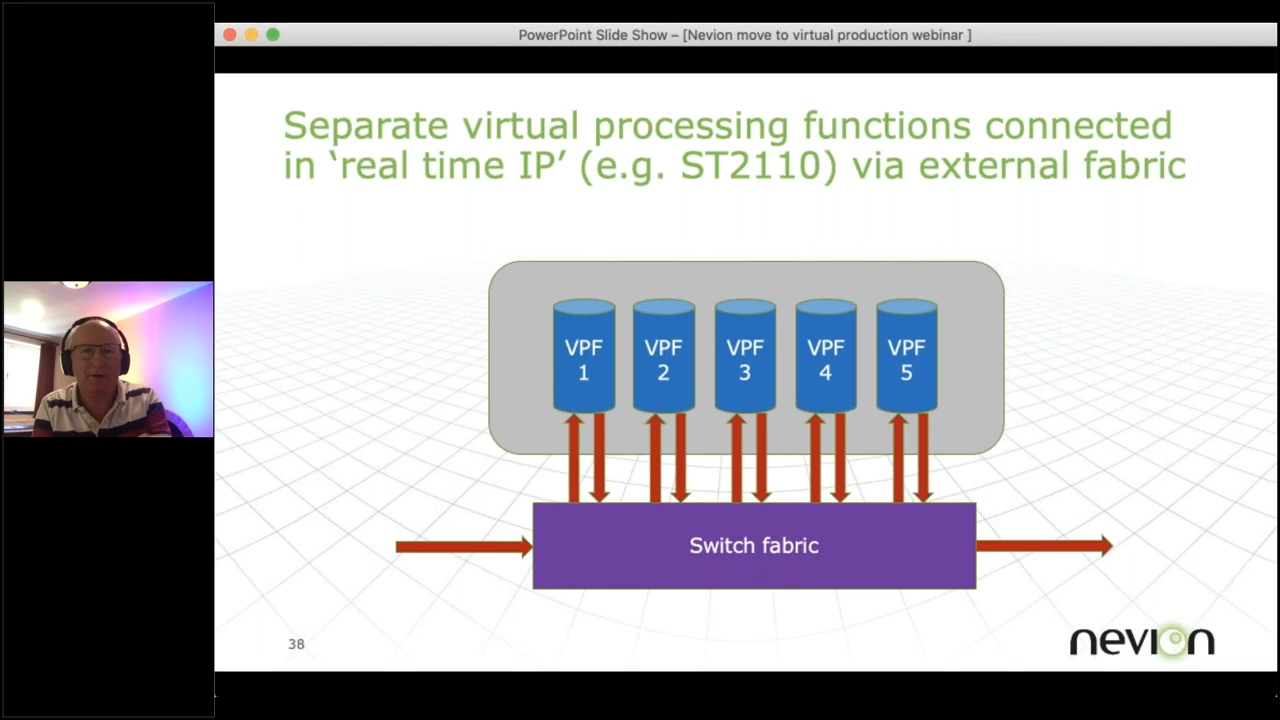 PowerPoint Slide Show – [Nevion move to virtual production webinar ]
Separate virtual processing functions connected
in ‘real time IP’ (e.g. ST2110) via external fabric
VPF
1
VPF
2
VPF
3
VPF
4
VPF
5
Switch fabric
38
nevion